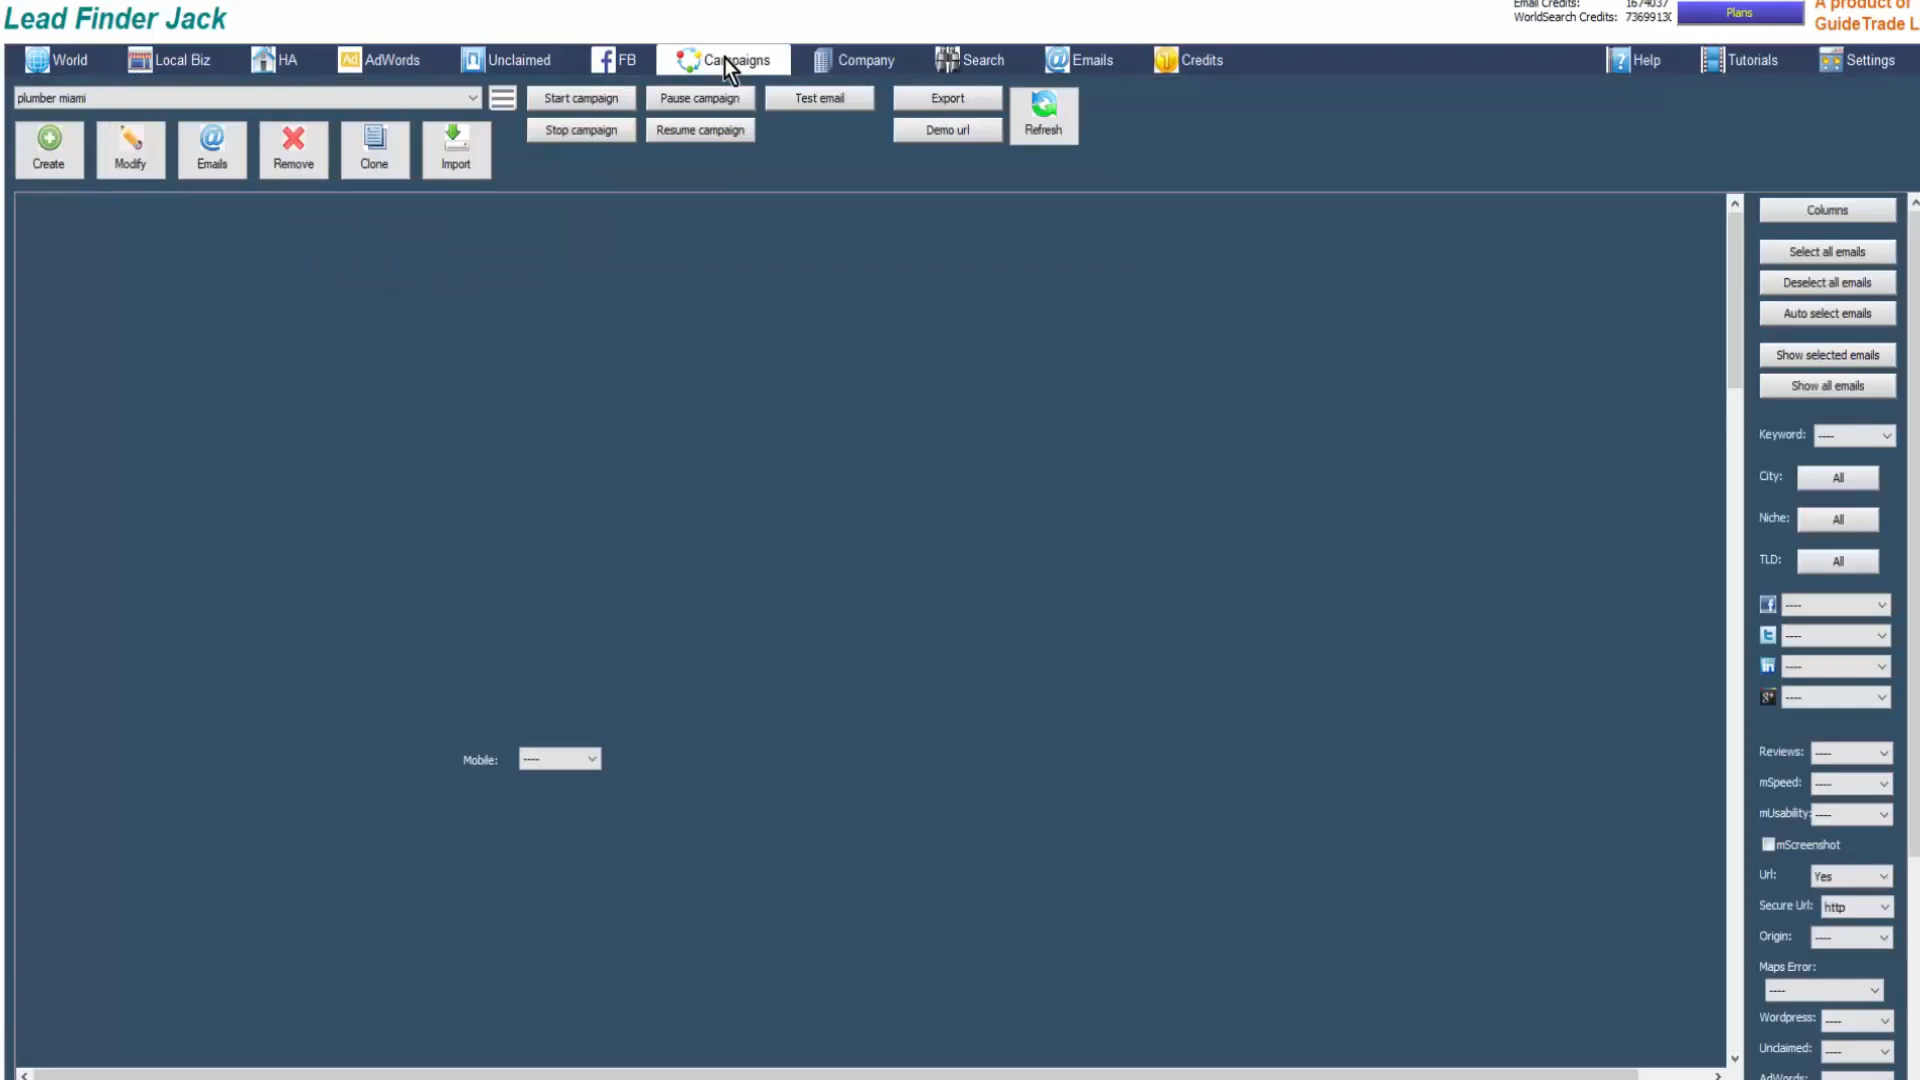 Lead Finder Jack
Email Credits: 1674037
WorldSearch Credits: 7369913
Plans
A product of
GuideTrade L
World
Local Biz
HA
AdWords
Unclaimed
FB
Campaigns
Company
Search
Emails
Credits
Help
Tutorials
Settings
plumber miami
Start campaign
Pause campaign
Test email
Export
Stop campaign
Resume campaign
Demo url
Refresh
Create
Modify
Emails
Remove
Clone
Import
Columns
Select all emails
Deselect all emails
Auto select emails
Show selected emails
Show all emails
Keyword: ----
City: All
Niche: All
TLD: All
----
----
----
----
Mobile: ----
Reviews: ----
mSpeed: ----
mUsability: ----
mScreenshot
Url: Yes
Secure Url: http
Origin: ----
Maps Error:
----
Wordpress: ----
Unclaimed: ----
AdWords: